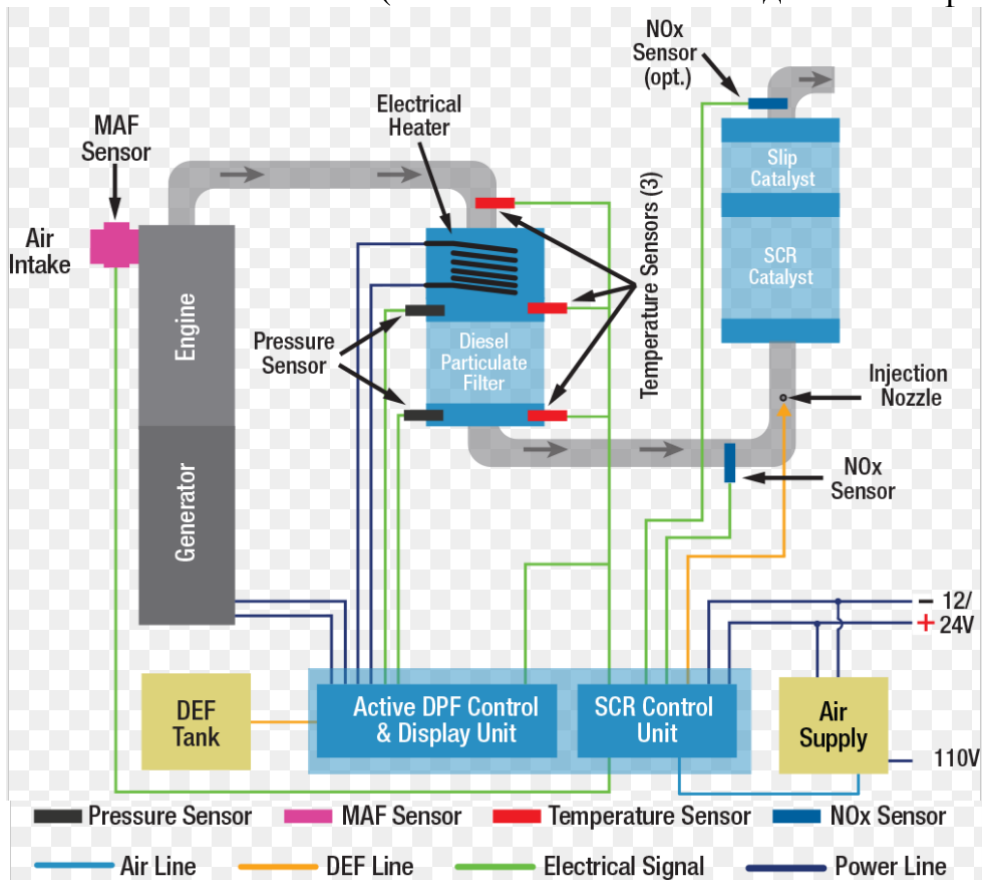 NOx
Sensor
(opt.)
Electrical
Heater
MAF
Sensor
Air
Intake
Engine
Generator
Pressure
Sensor
Diesel
Particulate
Filter
Temperature Sensors (3)
Slip
Catalyst
SCR
Catalyst
Injection
Nozzle
NOx
Sensor
− 12/
+ 24V
DEF
Tank
Active DPF Control
& Display Unit
SCR Control
Unit
Air
Supply
110V
Pressure Sensor MAF Sensor Temperature Sensor NOx Sensor
Air Line DEF Line Electrical Signal Power Line